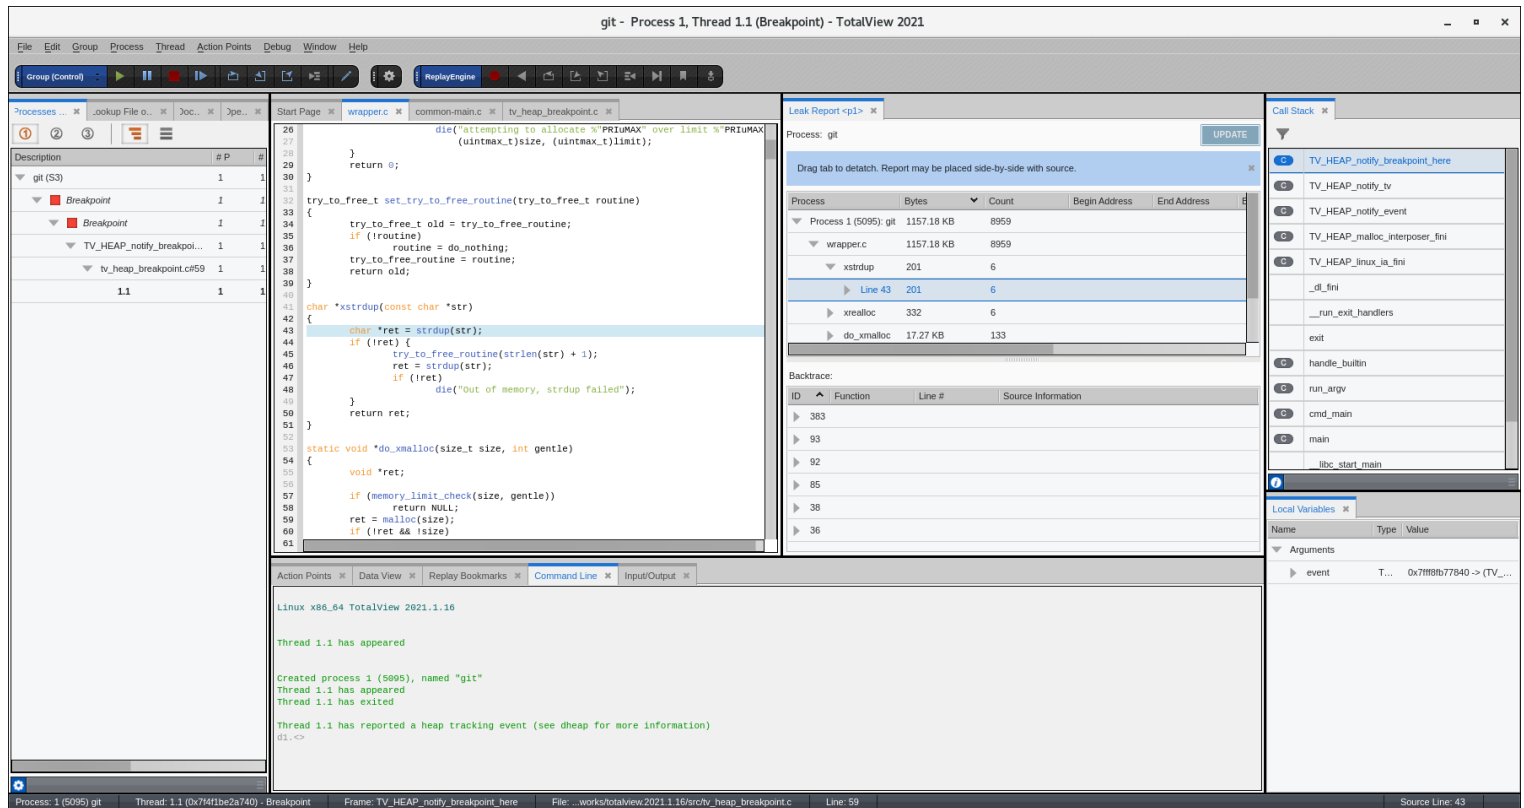 git - Process 1, Thread 1.1 (Breakpoint) - TotalView 2021
File Edit Group Process Thread Action Points Debug Window Help
Group (Control) ReplayEngine
Processes ... Lookup File o... Doc... Ope...
1 2 3
Description # P #
git (S3) 1 1
Breakpoint 1 1
Breakpoint 1 1
TV_HEAP_notify_breakpoi... 1 1
tv_heap_breakpoint.c#59 1 1
1.1 1 1
Start Page wrapper.c common-main.c tv_heap_breakpoint.c
26 die("attempting to allocate %"PRIuMAX" over limit %"PRIuMAX
27 (uintmax_t)size, (uintmax_t)limit);
28 }
29 return 0;
30 }
31
32 try_to_free_t set_try_to_free_routine(try_to_free_t routine)
33 {
34 try_to_free_t old = try_to_free_routine;
35 if (!routine)
36 routine = do_nothing;
37 try_to_free_routine = routine;
38 return old;
39 }
40
41 char *xstrdup(const char *str)
42 {
43 char *ret = strdup(str);
44 if (!ret) {
45 try_to_free_routine(strlen(str) + 1);
46 ret = strdup(str);
47 if (!ret)
48 die("Out of memory, strdup failed");
49 }
50 return ret;
51 }
52
53 static void *do_xmalloc(size_t size, int gentle)
54 {
55 void *ret;
56
57 if (memory_limit_check(size, gentle))
58 return NULL;
59 ret = malloc(size);
60 if (!ret && !size)
61
Leak Report <p1>
Process: git UPDATE
Drag tab to detatch. Report may be placed side-by-side with source.
Process Bytes Count Begin Address End Address B
Process 1 (5095): git 1157.18 KB 8959
wrapper.c 1157.18 KB 8959
xstrdup 201 6
Line 43 201 6
xrealloc 332 6
do_xmalloc 17.27 KB 133
Backtrace:
ID Function Line # Source Information
383
93
92
85
38
36
Call Stack
C TV_HEAP_notify_breakpoint_here
C TV_HEAP_notify_tv
C TV_HEAP_notify_event
C TV_HEAP_malloc_interposer_fini
C TV_HEAP_linux_ia_fini
_dl_fini
__run_exit_handlers
exit
C handle_builtin
C run_argv
C cmd_main
C main
__libc_start_main
Local Variables
Name Type Value
Arguments
event T... 0x7fff8fb77840 -> (TV_...
Action Points Data View Replay Bookmarks Command Line Input/Output
Linux x86_64 TotalView 2021.1.16
Thread 1.1 has appeared
Created process 1 (5095), named "git"
Thread 1.1 has appeared
Thread 1.1 has exited
Thread 1.1 has reported a heap tracking event (see dheap for more information)
d1.<>
Process: 1 (5095) git Thread: 1.1 (0x7f4f1be2a740) - Breakpoint Frame: TV_HEAP_notify_breakpoint_here File: ...works/totalview.2021.1.16/src/tv_heap_breakpoint.c Line: 59 Source Line: 43